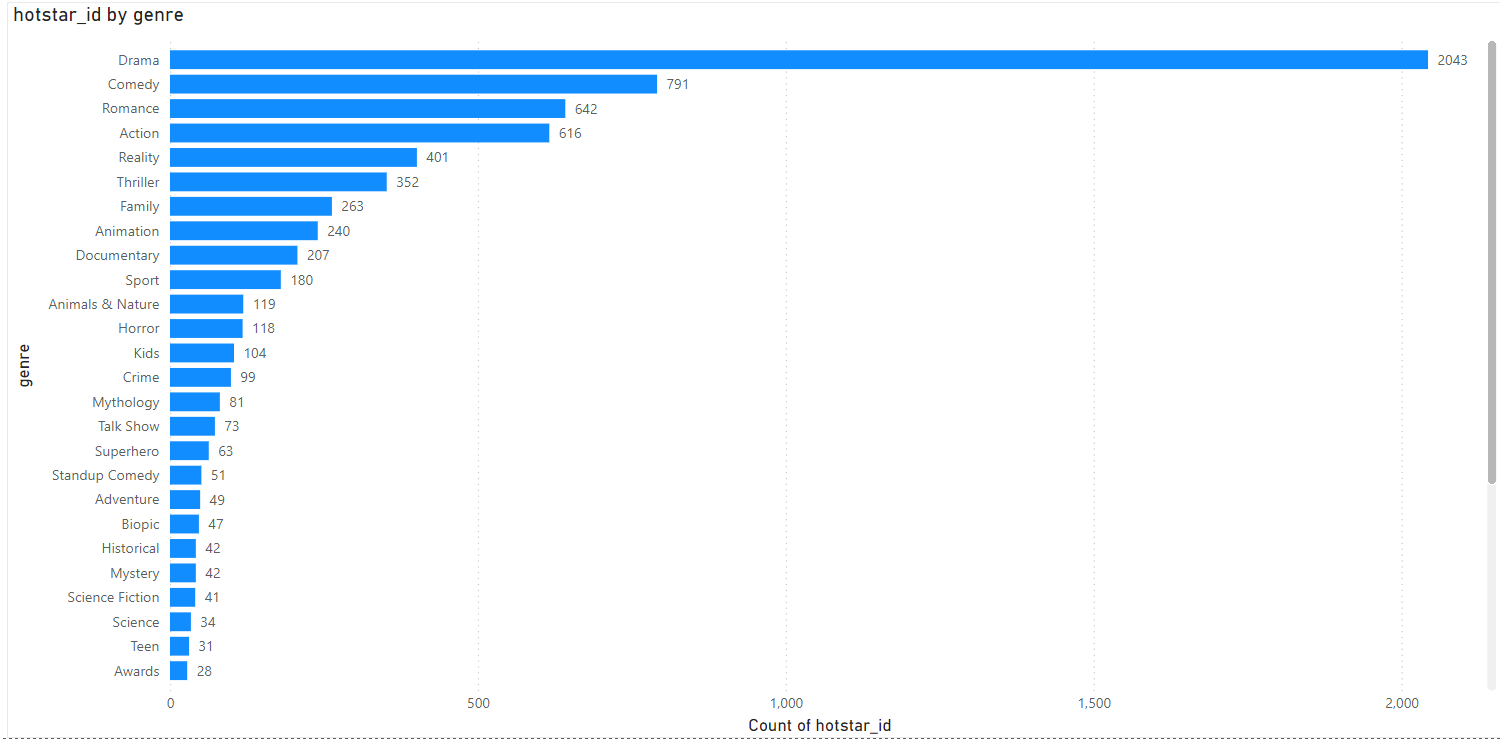 hotstar_id by genre
Drama 2043
Comedy 791
Romance 642
Action 616
Reality 401
Thriller 352
Family 263
Animation 240
Documentary 207
Sport 180
Animals & Nature 119
Horror 118
Kids 104
Crime 99
Mythology 81
Talk Show 73
Superhero 63
Standup Comedy 51
Adventure 49
Biopic 47
Historical 42
Mystery 42
Science Fiction 41
Science 34
Teen 31
Awards 28
genre
0 500 1,000 1,500 2,000
Count of hotstar_id